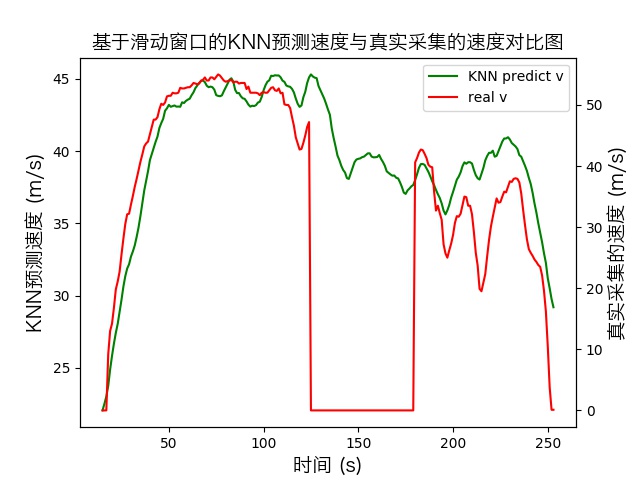 基于滑动窗口的KNN预测速度与真实采集的速度对比图
KNN predict v
real v
KNN预测速度 (m/s)
45
40
35
30
25
真实采集的速度 (m/s)
50
40
30
20
10
0
50 100 150 200 250
时间 (s)